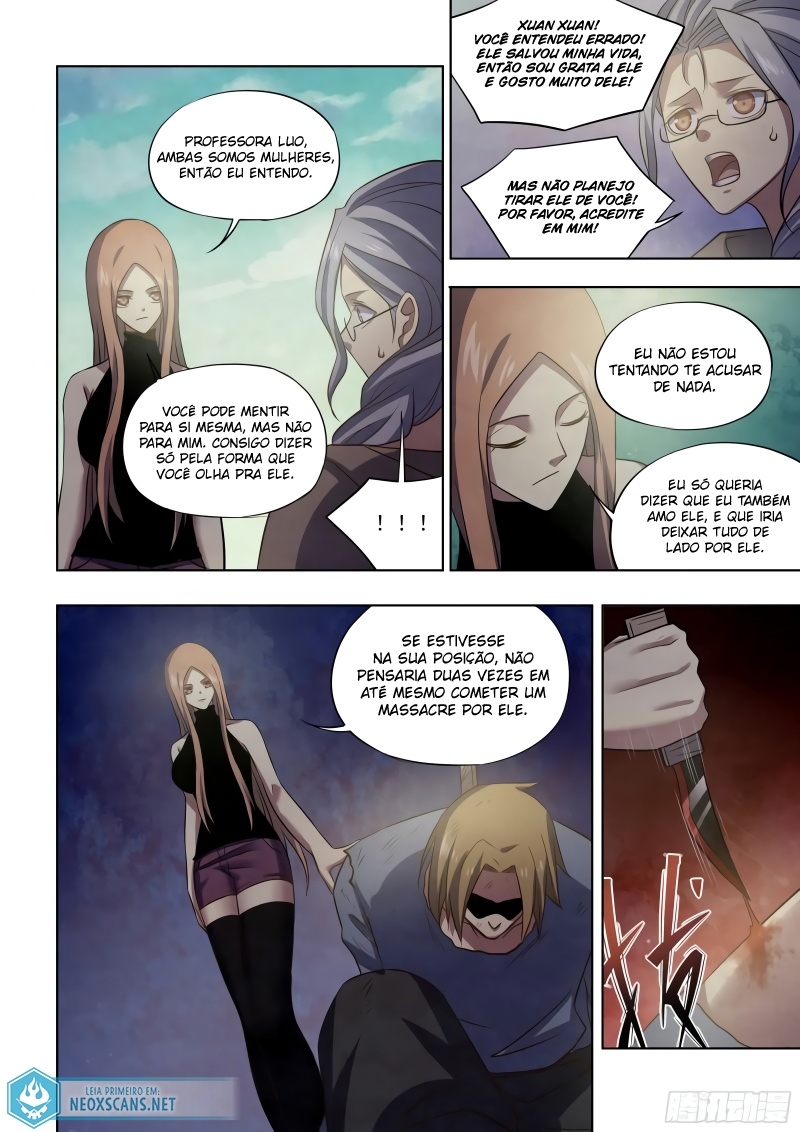 XUAN XUAN!
VOCÊ ENTENDEU ERRADO!
ELE SALVOU MINHA VIDA,
ENTÃO SOU GRATA A ELE
E GOSTO MUITO DELE!
MAS NÃO PLANEJO
TIRAR ELE DE VOCÊ!
POR FAVOR, ACREDITE
EM MIM!
PROFESSORA LUO,
AMBAS SOMOS MULHERES,
ENTÃO EU ENTENDO.
VOCÊ PODE MENTIR
PARA SI MESMA, MAS NÃO
PARA MIM. CONSIGO DIZER
SÓ PELA FORMA QUE
VOCÊ OLHA PRA ELE.
!!!
EU NÃO ESTOU
TENTANDO TE ACUSAR
DE NADA.
EU SÓ QUERIA
DIZER QUE EU TAMBÉM
AMO ELE, E QUE IRIA
DEIXAR TUDO DE
LADO POR ELE.
SE ESTIVESSE
NA SUA POSIÇÃO, NÃO
PENSARIA DUAS VEZES EM
ATÉ MESMO COMETER UM
MASSACRE POR ELE.
LEIA PRIMEIRO EM:
NEOXSCANS.NET
腾讯动漫